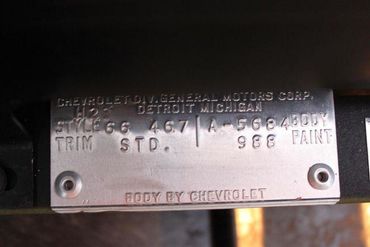 CHEVROLET DIV. GENERAL MOTORS CORP.
DETROIT MICHIGAN
STYLE 66 467 A-5684 BODY
TRIM STD. 988 PAINT
BODY BY CHEVROLET